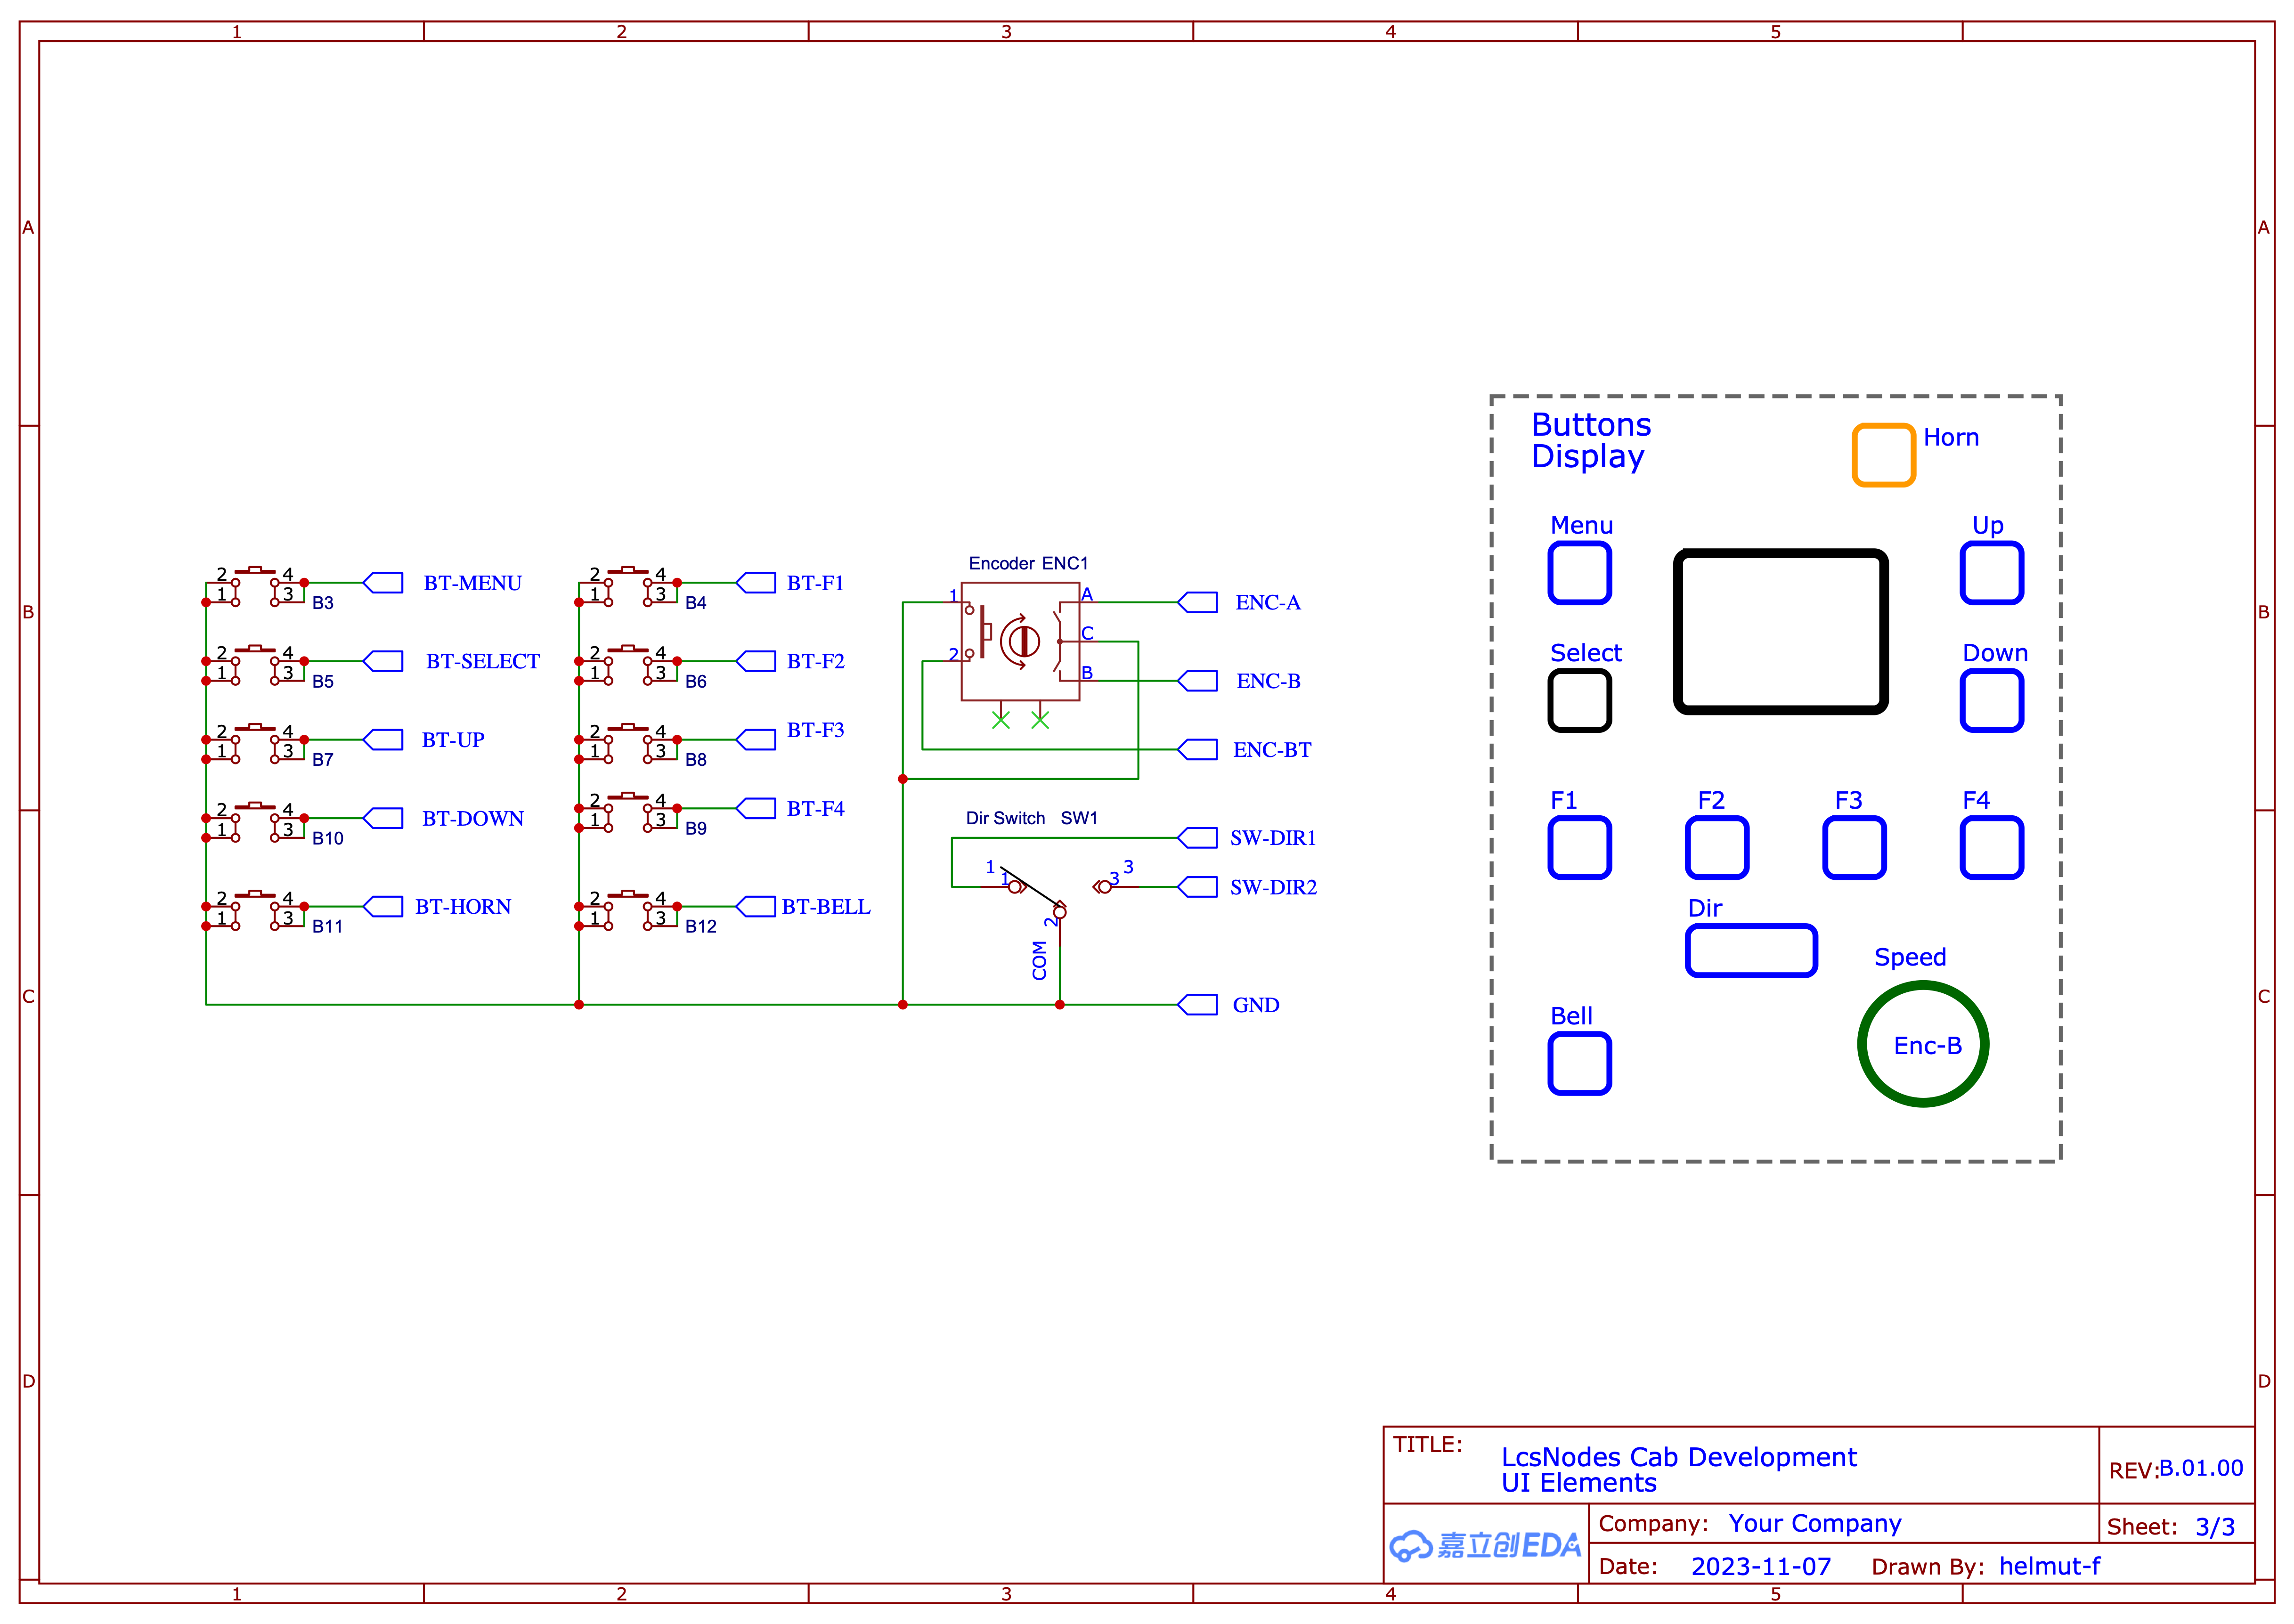 1 2 3 4 5
A A
Buttons
Display
Horn
Menu Up
Encoder ENC1
2 4 BT-MENU
1 3 B3
2 4 BT-F1
1 3 B4
1 A ENC-A
B B
C
Select Down
2 4 BT-SELECT
1 3 B5
2 4 BT-F2
1 3 B6
2 B ENC-B
2 4 BT-UP
1 3 B7
2 4 BT-F3
1 3 B8
ENC-BT
F1 F2 F3 F4
2 4 BT-DOWN
1 3 B10
2 4 BT-F4
1 3 B9
Dir Switch SW1
SW-DIR1
1 3
1 3 SW-DIR2
2
COM
Dir
2 4 BT-HORN
1 3 B11
2 4 BT-BELL
1 3 B12
Speed
C C
GND
Bell
Enc-B
D D
TITLE:
LcsNodes Cab Development
UI Elements
REV: B.01.00
嘉立创EDA
Company: Your Company
Sheet: 3/3
Date: 2023-11-07 Drawn By: helmut-f
1 2 3 4 5